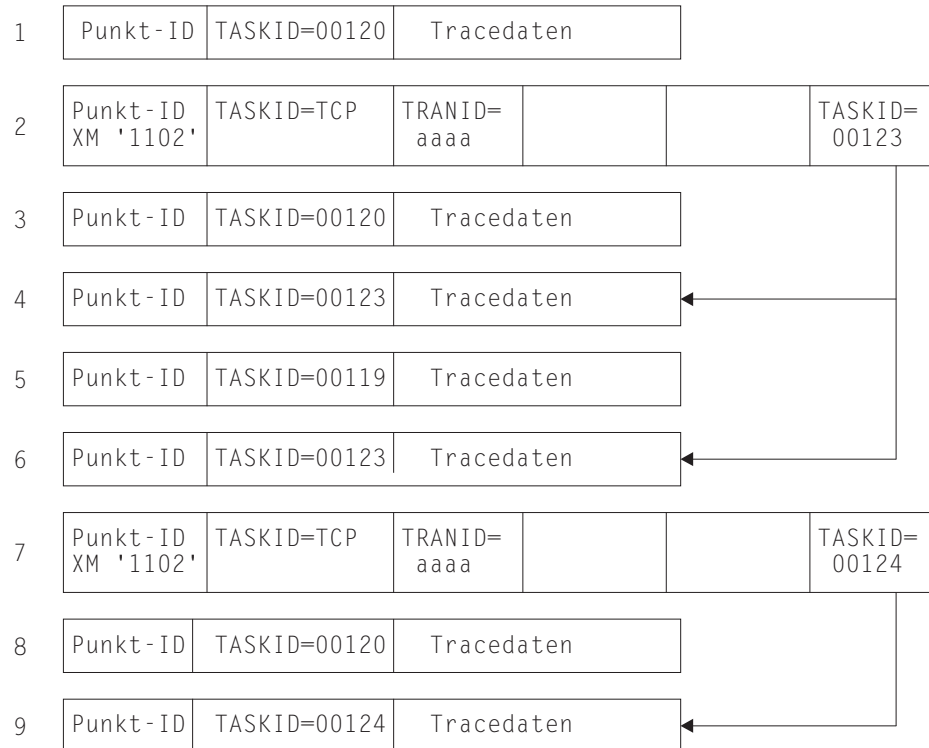 1 Punkt-ID TASKID=00120 Tracedaten
2 Punkt-ID XM '1102' TASKID=TCP TRANID= aaaa TASKID= 00123
3 Punkt-ID TASKID=00120 Tracedaten
4 Punkt-ID TASKID=00123 Tracedaten
5 Punkt-ID TASKID=00119 Tracedaten
6 Punkt-ID TASKID=00123 Tracedaten
7 Punkt-ID XM '1102' TASKID=TCP TRANID= aaaa TASKID= 00124
8 Punkt-ID TASKID=00120 Tracedaten
9 Punkt-ID TASKID=00124 Tracedaten